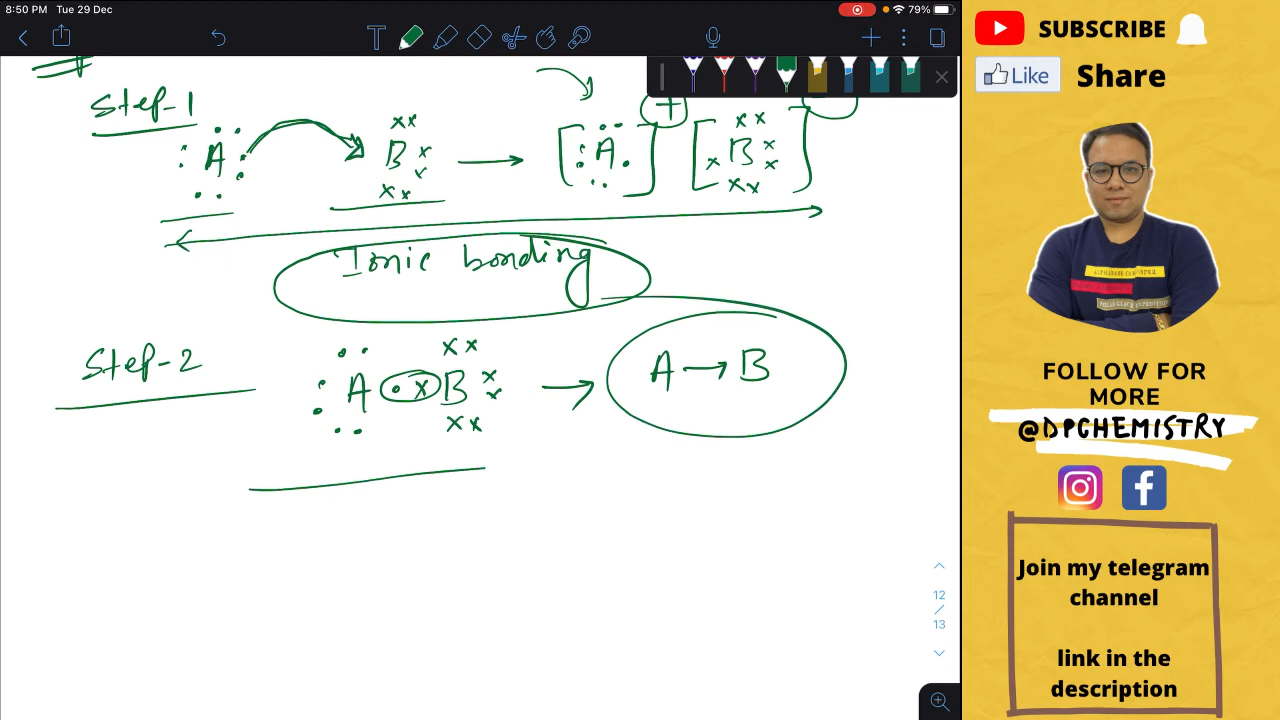 8:50 PM Tue 29 Dec
79%
SUBSCRIBE
Like
Share
Step-1
A
B
→
[A]
+
[B]
Ionic bonding
Step-2
A
B
→
A → B
12
/
13
FOLLOW FOR
MORE
@DPCHEMISTRY
Join my telegram
channel
link in the
description